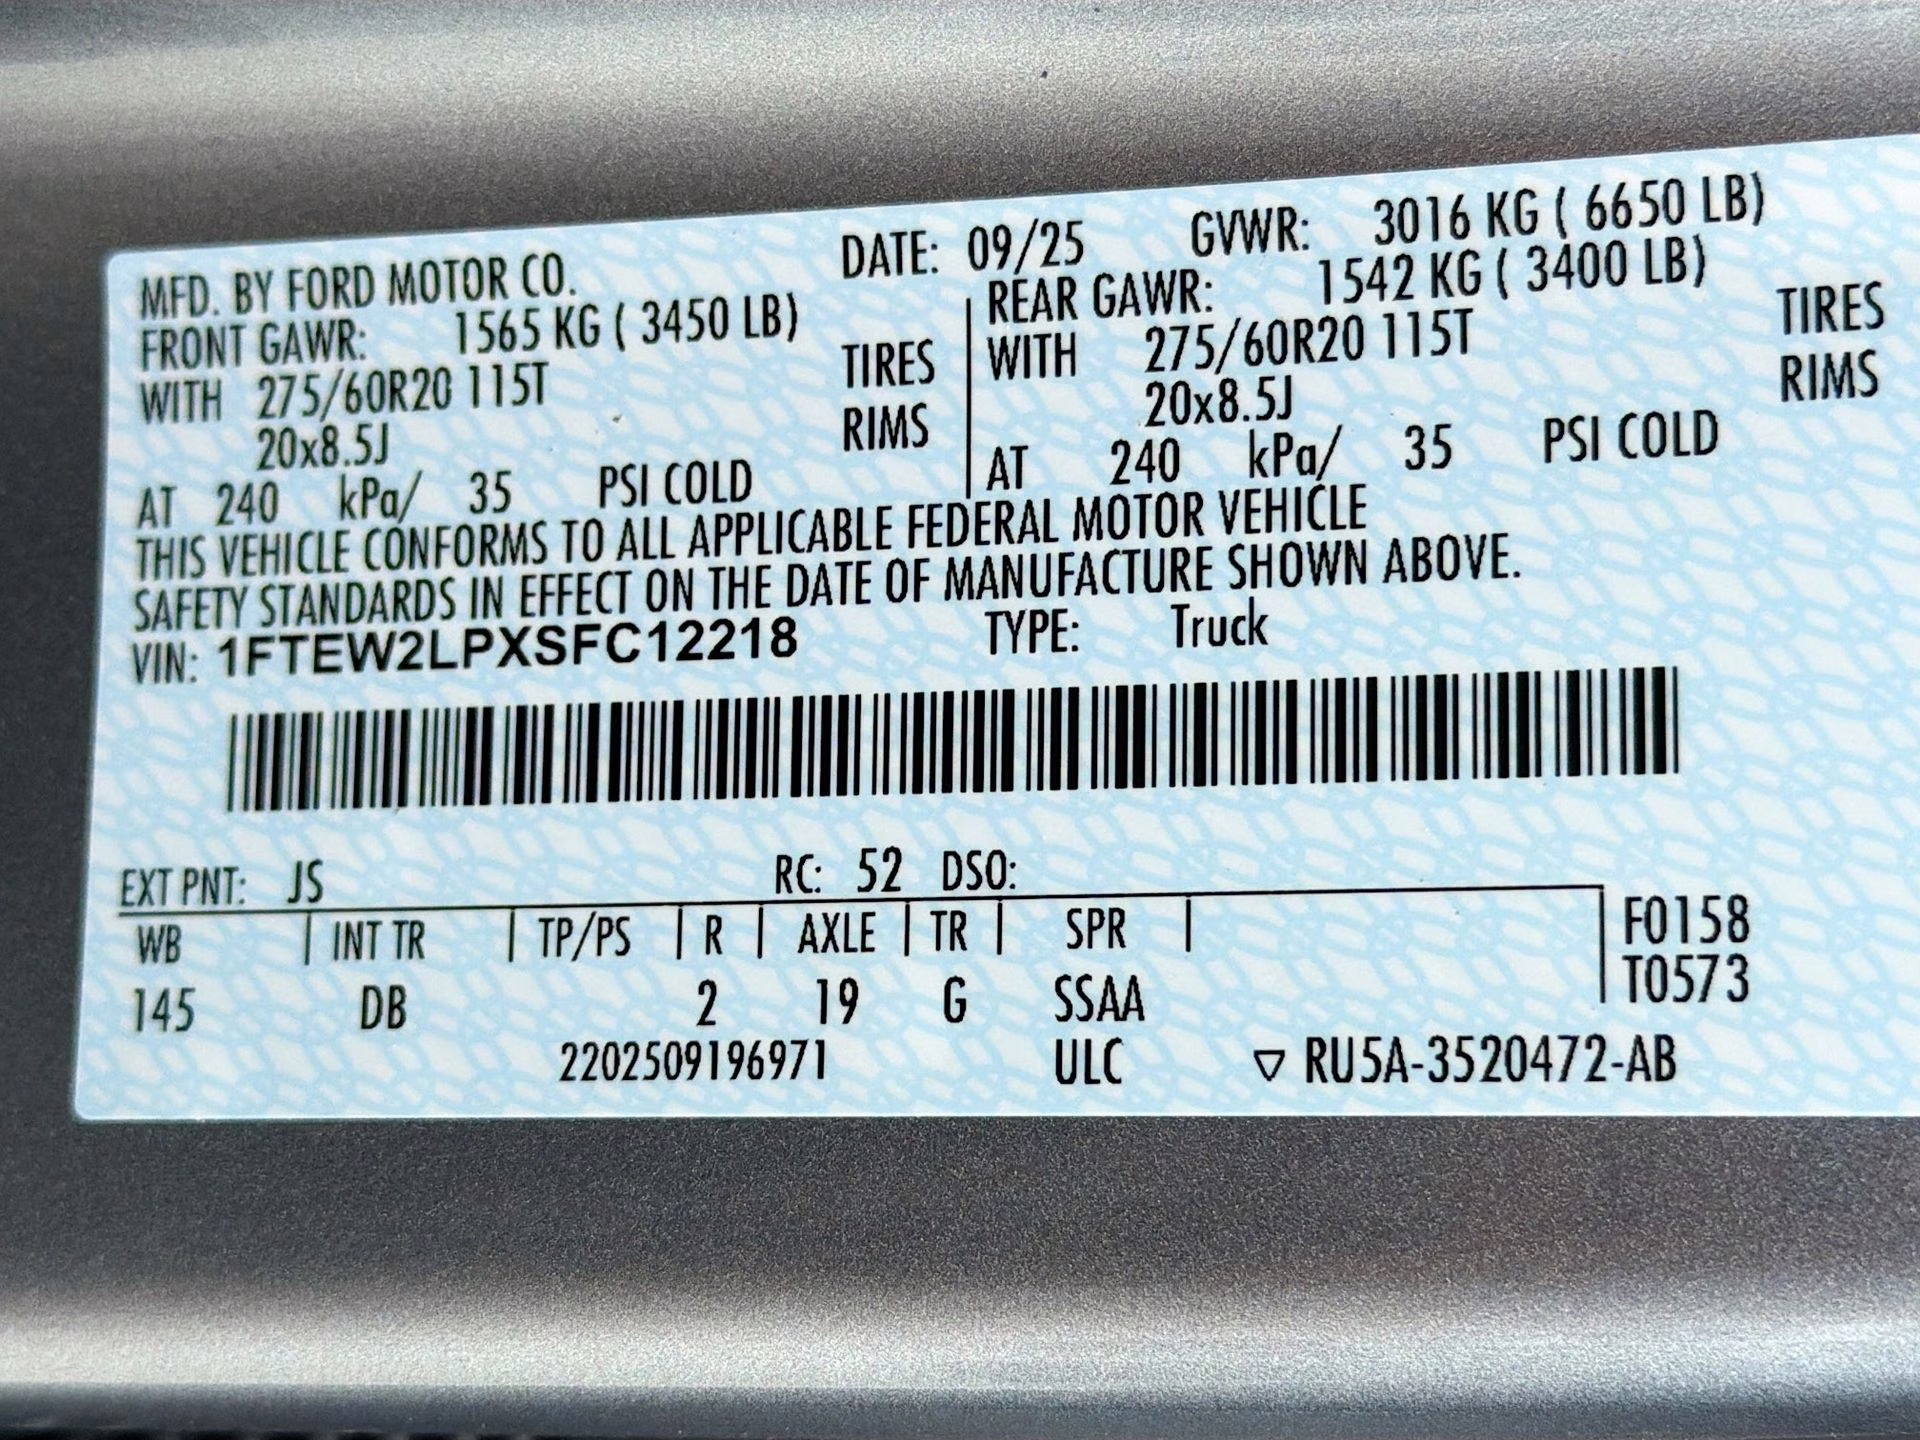 MFD. BY FORD MOTOR CO. DATE: 09/25 GVWR: 3016 KG ( 6650 LB)
FRONT GAWR: 1565 KG ( 3450 LB) REAR GAWR: 1542 KG ( 3400 LB)
WITH 275/60R20 115T TIRES WITH 275/60R20 115T TIRES
20x8.5J RIMS 20x8.5J RIMS
AT 240 kPa/ 35 PSI COLD AT 240 kPa/ 35 PSI COLD
THIS VEHICLE CONFORMS TO ALL APPLICABLE FEDERAL MOTOR VEHICLE
SAFETY STANDARDS IN EFFECT ON THE DATE OF MANUFACTURE SHOWN ABOVE.
VIN: 1FTEW2LPXSFC12218 TYPE: Truck
EXT PNT: JS RC: 52 DSO:
WB | INT TR | TP/PS | R | AXLE | TR | SPR | F0158
T0573
145 DB 2 19 G SSAA
2202509196971 ULC ▽ RU5A-3520472-AB